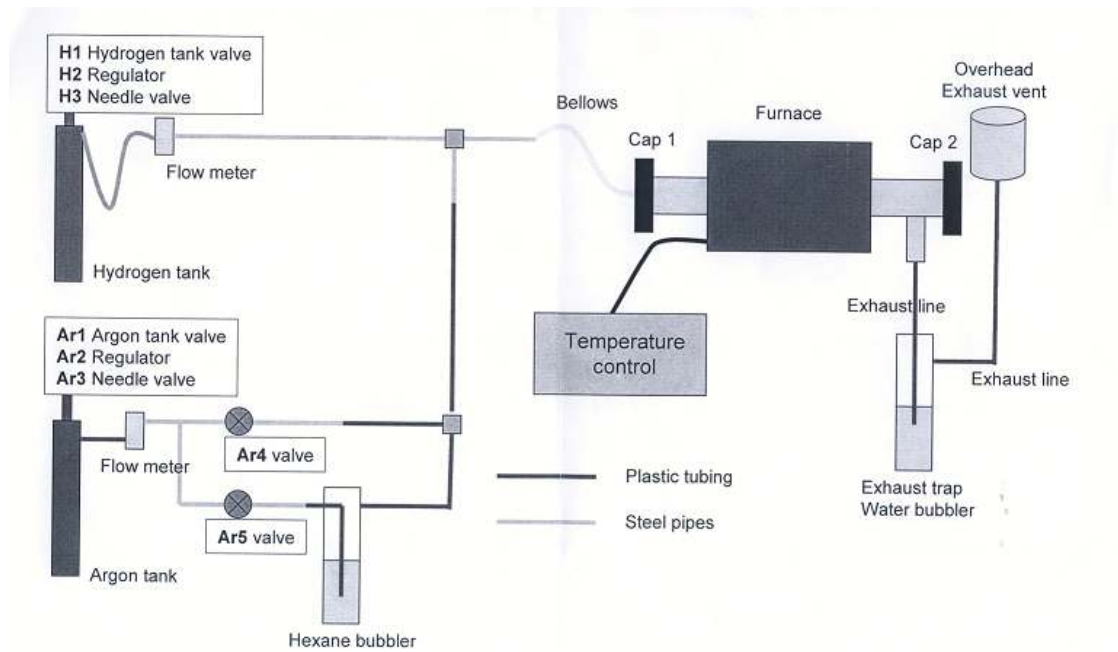 H1 Hydrogen tank valve
H2 Regulator
H3 Needle valve
Flow meter
Hydrogen tank
Bellows
Cap 1
Furnace
Cap 2
Overhead
Exhaust vent
Temperature
control
Exhaust line
Exhaust line
Exhaust trap
Water bubbler
Ar1 Argon tank valve
Ar2 Regulator
Ar3 Needle valve
Flow meter
Argon tank
Ar4 valve
Ar5 valve
Hexane bubbler
Plastic tubing
Steel pipes